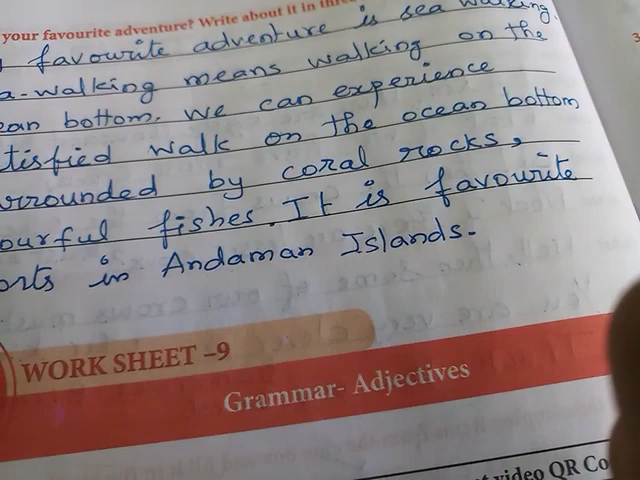 your favourite adventure? Write about it in three
favourite adventure is sea walking.
a-walking means walking on the
ean bottom. we can experience
tisfied walk on the ocean bottom
rrounded by coral rocks,
ourful fishes. It is favourite
orts in Andaman Islands.
WORK SHEET –9
Grammar- Adjectives
video QR Co